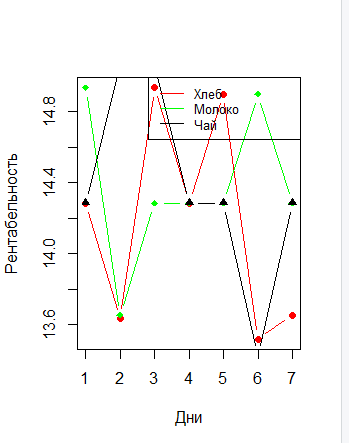 Хлеб
Молоко
Чай
14.8
14.4
14.0
13.6
Рентабельность
1 2 3 4 5 6 7
Дни